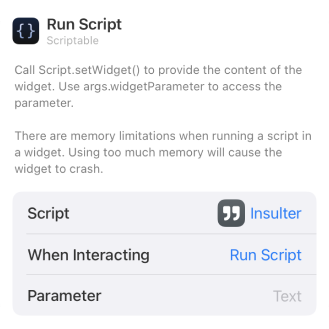 Run Script
Scriptable
Call Script.setWidget() to provide the content of the
widget. Use args.widgetParameter to access the
parameter.
There are memory limitations when running a script in
a widget. Using too much memory will cause the
widget to crash.
Script Insulter
When Interacting Run Script
Parameter Text